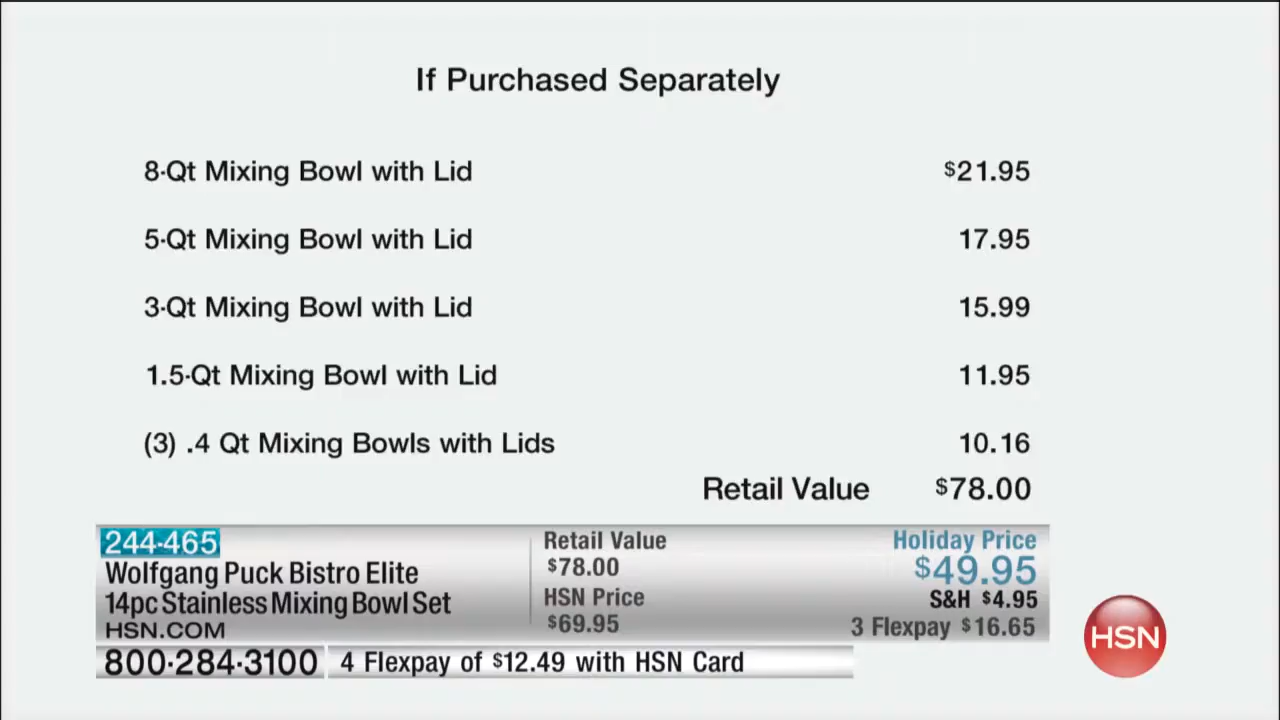 If Purchased Separately
8-Qt Mixing Bowl with Lid $21.95
5-Qt Mixing Bowl with Lid 17.95
3-Qt Mixing Bowl with Lid 15.99
1.5-Qt Mixing Bowl with Lid 11.95
(3) .4 Qt Mixing Bowls with Lids 10.16
Retail Value $78.00
244-465
Wolfgang Puck Bistro Elite
14pc Stainless Mixing Bowl Set
HSN.COM
Retail Value
$78.00
HSN Price
$69.95
Holiday Price
$49.95
S&H $4.95
3 Flexpay $16.65
800·284·3100
4 Flexpay of $12.49 with HSN Card
HSN